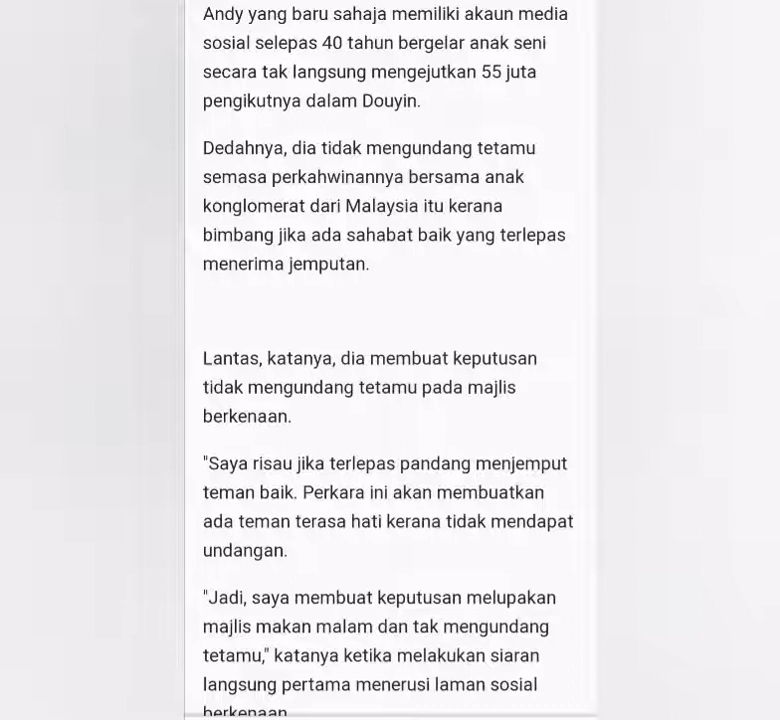 Andy yang baru sahaja memiliki akaun media
sosial selepas 40 tahun bergelar anak seni
secara tak langsung mengejutkan 55 juta
pengikutnya dalam Douyin.
Dedahnya, dia tidak mengundang tetamu
semasa perkahwinannya bersama anak
konglomerat dari Malaysia itu kerana
bimbang jika ada sahabat baik yang terlepas
menerima jemputan.
Lantas, katanya, dia membuat keputusan
tidak mengundang tetamu pada majlis
berkenaan.
"Saya risau jika terlepas pandang menjemput
teman baik. Perkara ini akan membuatkan
ada teman terasa hati kerana tidak mendapat
undangan.
"Jadi, saya membuat keputusan melupakan
majlis makan malam dan tak mengundang
tetamu," katanya ketika melakukan siaran
langsung pertama menerusi laman sosial
berkenaan